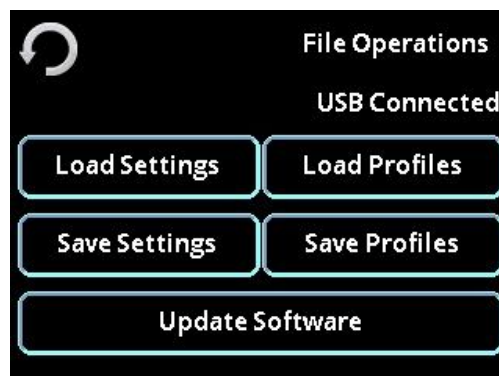 File Operations
USB Connected
Load Settings
Load Profiles
Save Settings
Save Profiles
Update Software